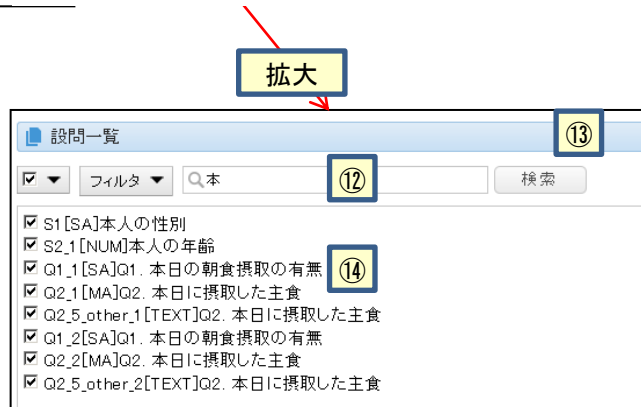 拡大
設問一覧
⑬
フィルタ
本
⑫
検索
S1[SA]本人の性別
S2_1[NUM]本人の年齢
Q1_1[SA]Q1. 本日の朝食摂取の有無
⑭
Q2_1[MA]Q2. 本日に摂取した主食
Q2_5_other_1[TEXT]Q2. 本日に摂取した主食
Q1_2[SA]Q1. 本日の朝食摂取の有無
Q2_2[MA]Q2. 本日に摂取した主食
Q2_5_other_2[TEXT]Q2. 本日に摂取した主食